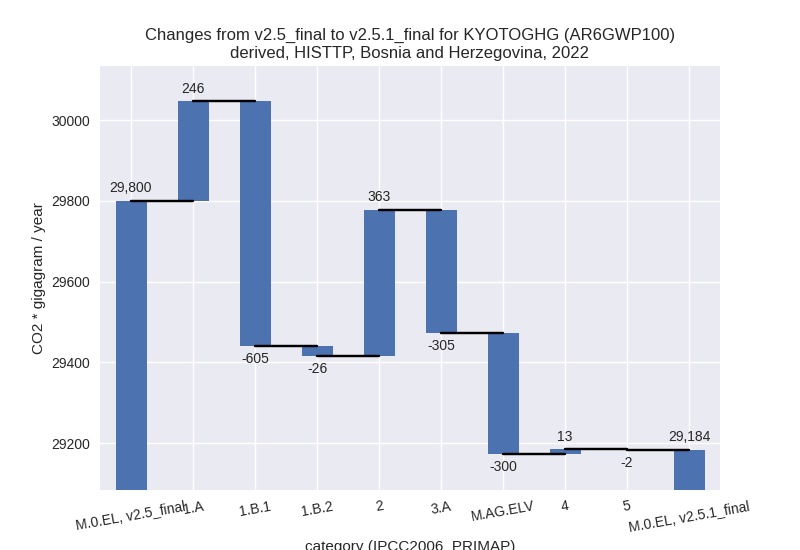 Changes from v2.5_final to v2.5.1_final for KYOTOGHG (AR6GWP100)
derived, HISTTP, Bosnia and Herzegovina, 2022
CO2 * gigagram / year
30000
29800
29600
29400
29200
29,800
246
-605
-26
363
-305
-300
13
-2
29,184
M.0.EL, v2.5_final
1.A
1.B.1
1.B.2
2
3.A
M.AG.ELV
4
5
M.0.EL, v2.5.1_final
category (IPCC2006_PRIMAP)